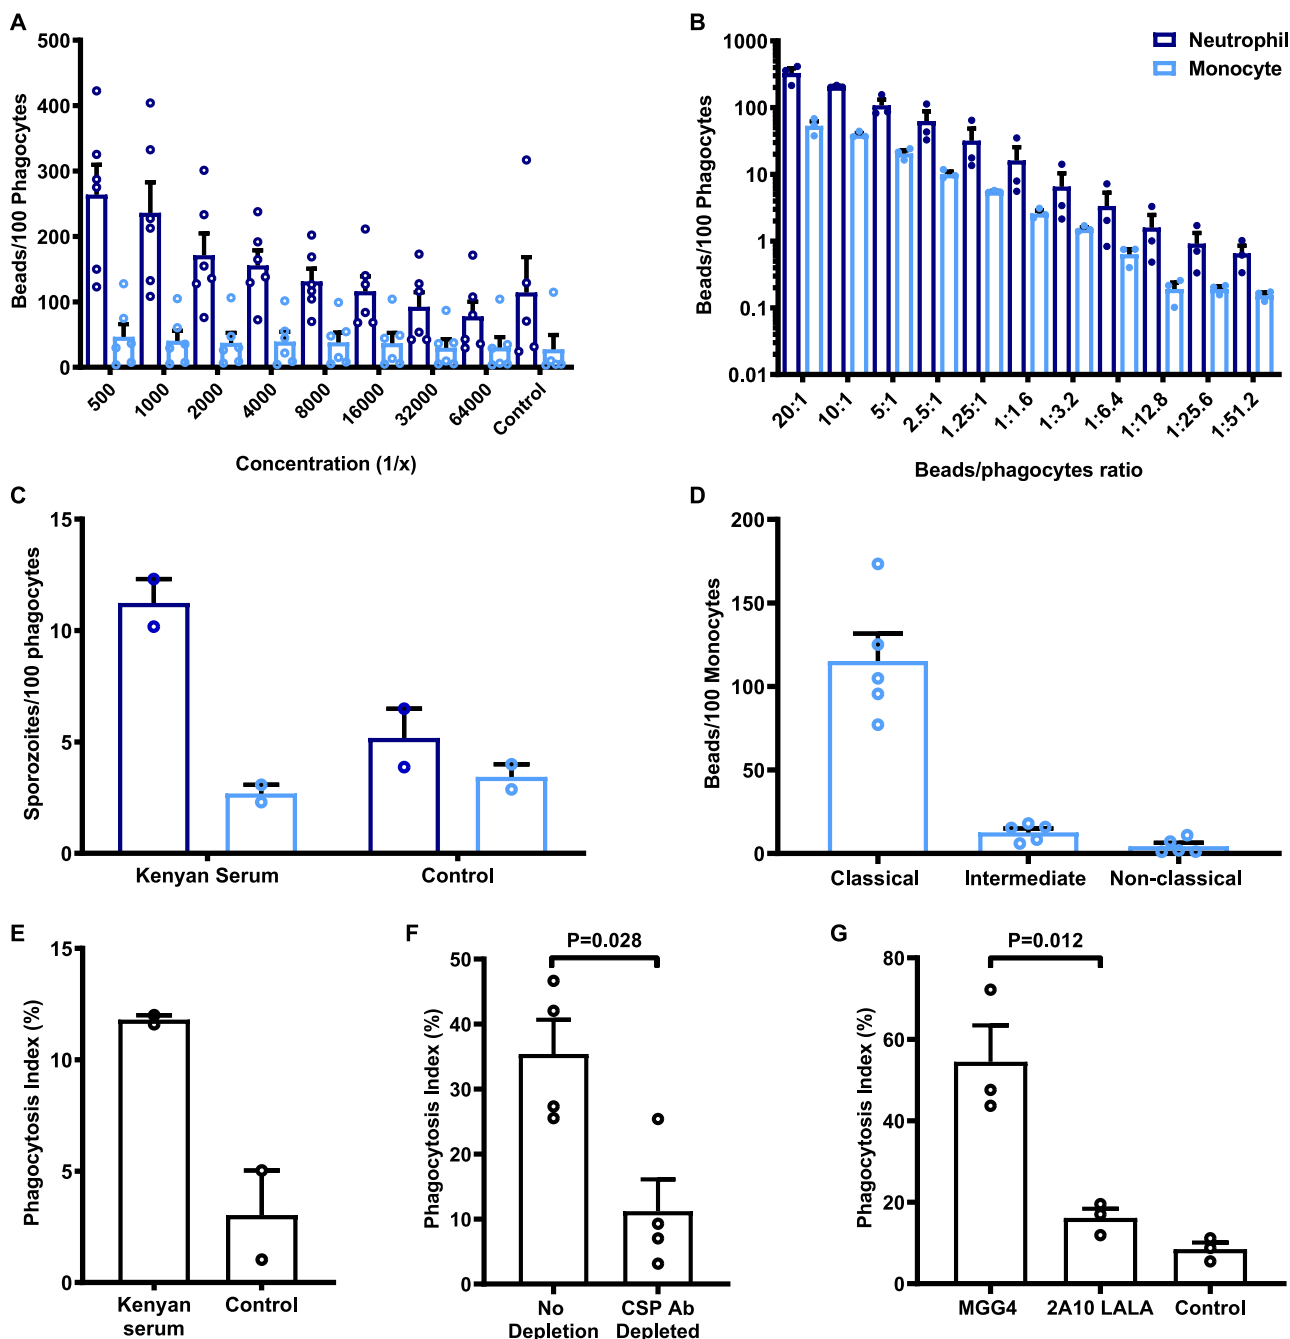 A
Beads/100 Phagocytes
500
400
300
200
100
0
500
1000
2000
4000
8000
16000
32000
64000
Control
Concentration (1/x)
B
Neutrophil
Monocyte
Beads/100 Phagocytes
1000
100
10
1
0.1
0.01
20:1
10:1
5:1
2.5:1
1.25:1
1:1.6
1:3.2
1:6.4
1:12.8
1:25.6
1:51.2
Beads/phagocytes ratio
C
Sporozoites/100 phagocytes
15
10
5
0
Kenyan Serum
Control
D
Beads/100 Monocytes
200
150
100
50
0
Classical
Intermediate
Non-classical
E
Phagocytosis Index (%)
15
10
5
0
Kenyan
serum
Control
F
P=0.028
Phagocytosis Index (%)
50
40
30
20
10
0
No
Depletion
CSP Ab
Depleted
G
P=0.012
Phagocytosis Index (%)
80
60
40
20
0
MGG4
2A10 LALA
Control